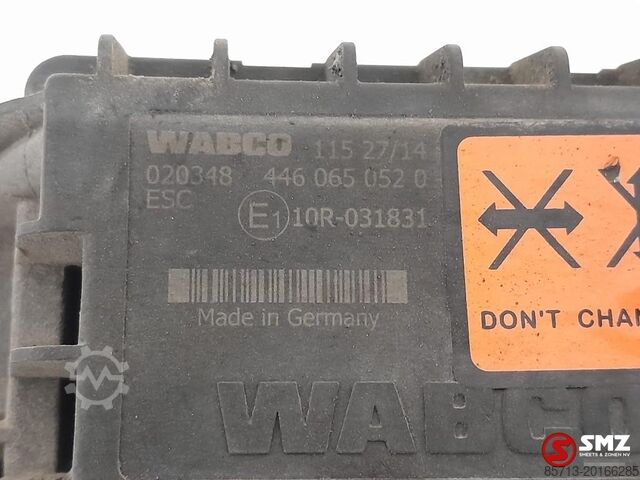 WABCO 115 27/14
020348 446 065 052 0
ESC
E1 10R-031831
Made in Germany
DON'T CHAN
WABCO
SMZ
SMEETS & ZONEN NV
85713-20166285